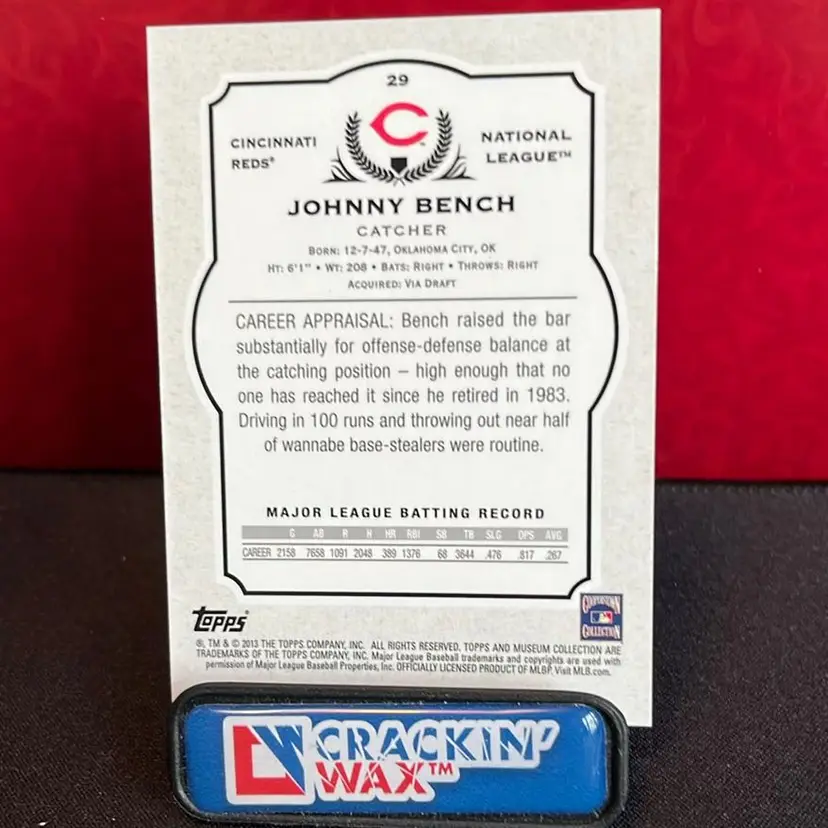 29
CINCINNATI
REDS®
NATIONAL
LEAGUE™
C
JOHNNY BENCH
CATCHER
BORN: 12-7-47, OKLAHOMA CITY, OK
HT: 6'1" • WT: 208 • BATS: RIGHT • THROWS: RIGHT
ACQUIRED: VIA DRAFT
CAREER APPRAISAL: Bench raised the bar
substantially for offense-defense balance at
the catching position – high enough that no
one has reached it since he retired in 1983.
Driving in 100 runs and throwing out near half
of wannabe base-stealers were routine.
MAJOR LEAGUE BATTING RECORD
G AB R H HR RBI SB TB SLG OPS AVG
CAREER 2158 7658 1091 2048 389 1376 68 3644 .476 .817 .267
Topps®
COOPERSTOWN
COLLECTION
®, TM & © 2013 THE TOPPS COMPANY, INC. ALL RIGHTS RESERVED. TOPPS AND MUSEUM COLLECTION ARE
TRADEMARKS OF THE TOPPS COMPANY, INC. Major League Baseball trademarks and copyrights are used with
permission of Major League Baseball Properties, Inc. OFFICIALLY LICENSED PRODUCT OF MLBP. Visit MLB.com.
CW CRACKIN'
WAX™